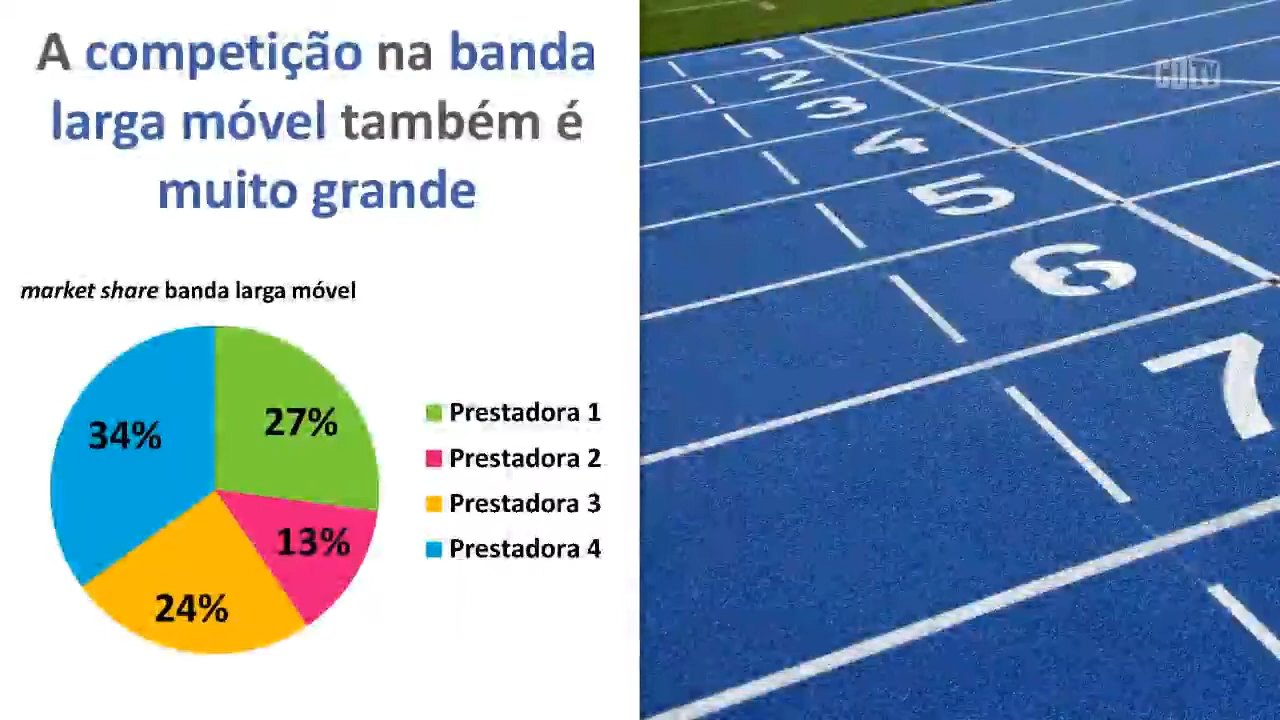 A competição na banda
larga móvel também é
muito grande
market share banda larga móvel
34%
27%
13%
24%
Prestadora 1
Prestadora 2
Prestadora 3
Prestadora 4
1
2
3
4
5
6
7